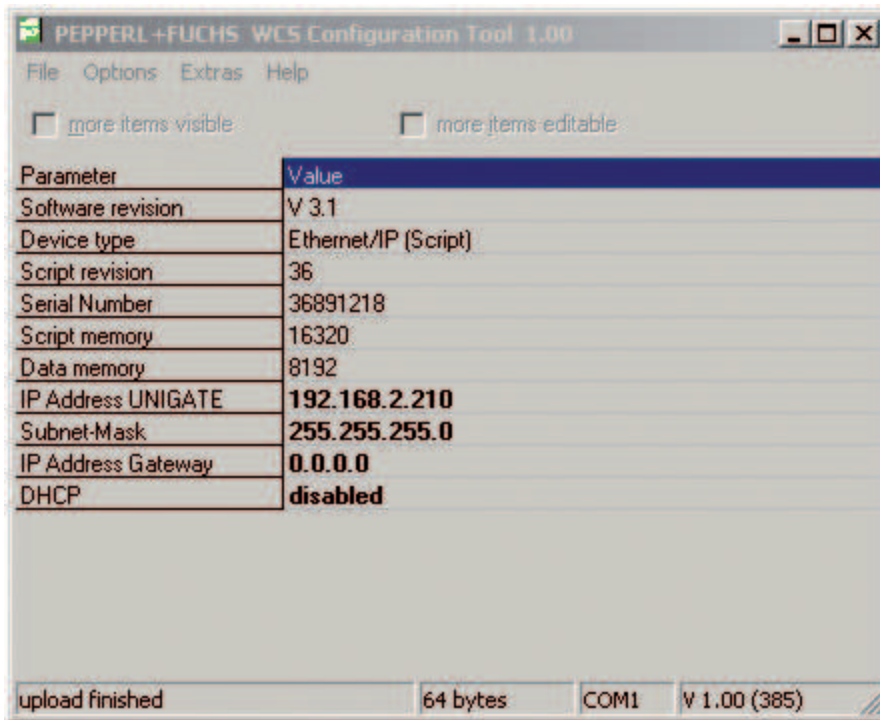 PEPPERL+FUCHS WCS Configuration Tool 1.00
File Options Extras Help
more items visible more items editable
Parameter Value
Software revision V 3.1
Device type Ethernet/IP (Script)
Script revision 36
Serial Number 36891218
Script memory 16320
Data memory 8192
IP Address UNIGATE 192.168.2.210
Subnet-Mask 255.255.255.0
IP Address Gateway 0.0.0.0
DHCP disabled
upload finished 64 bytes COM1 V 1.00 (385)